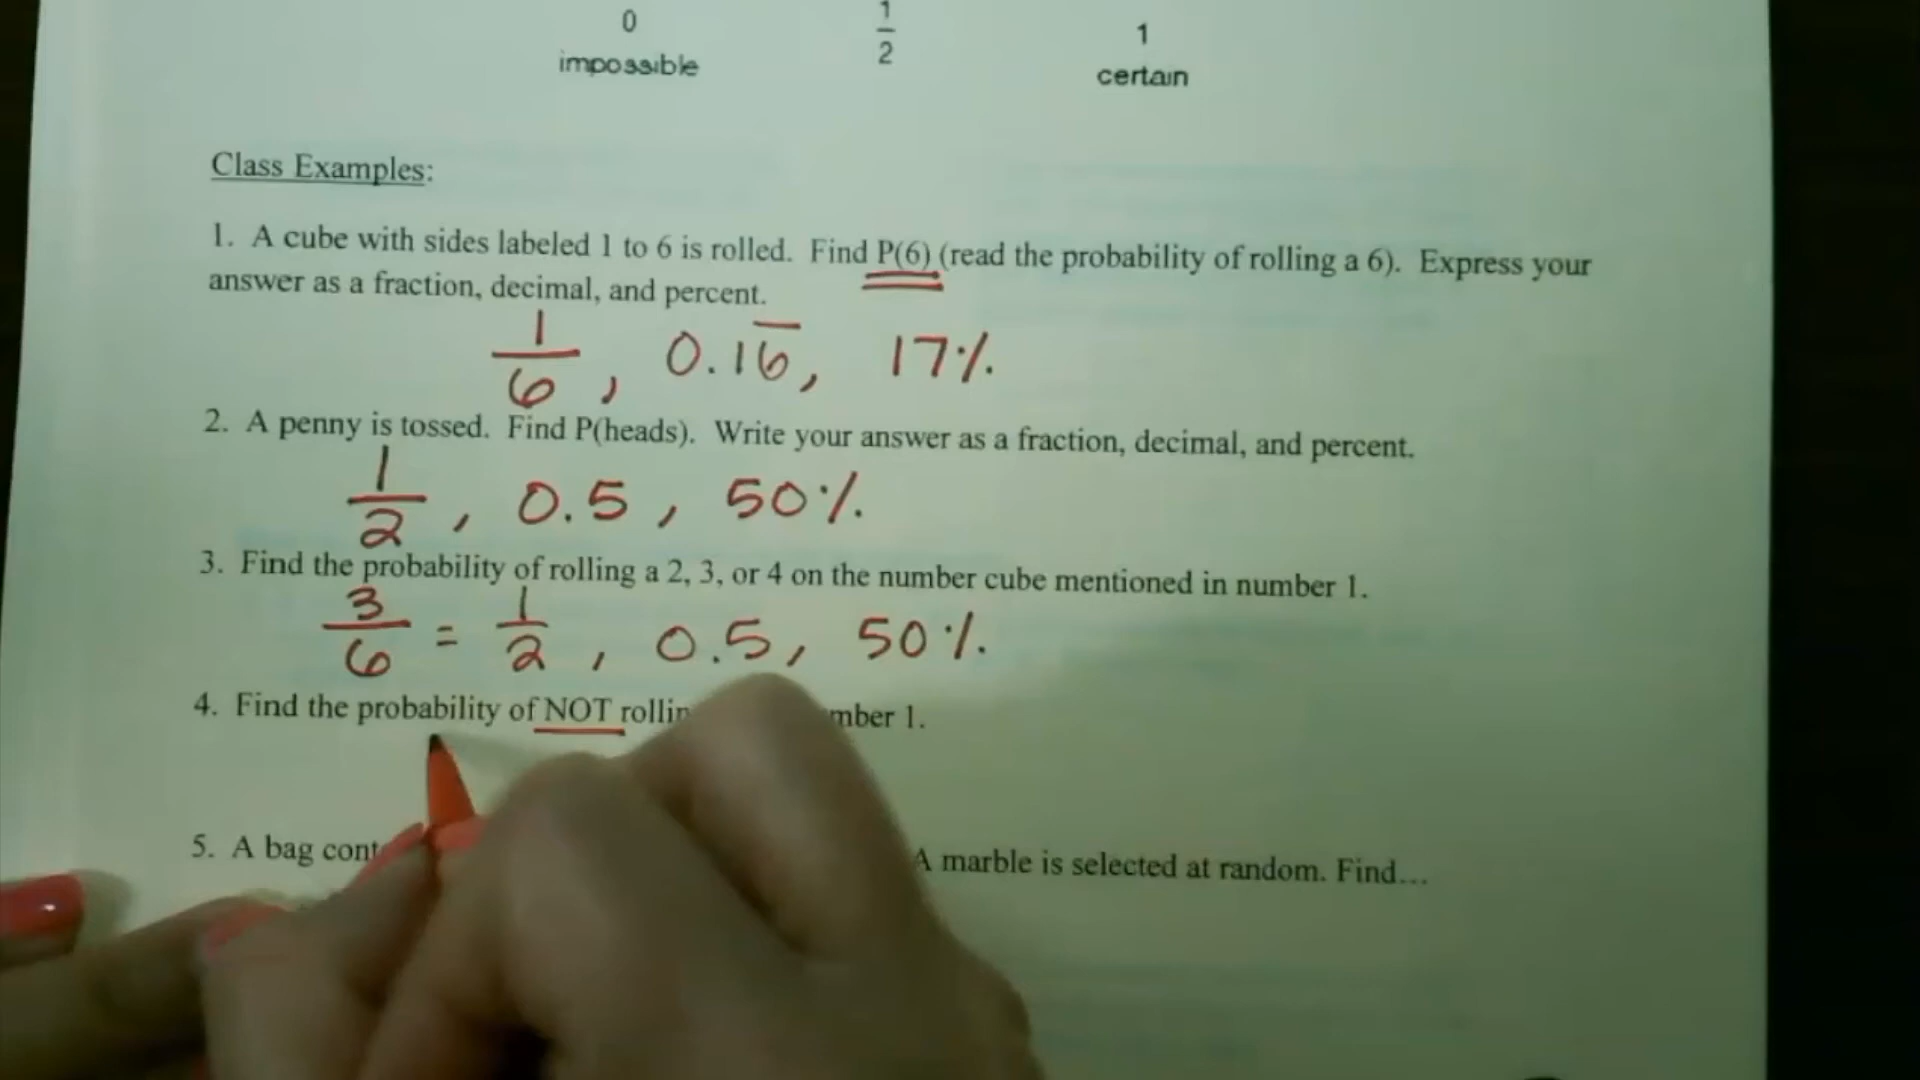 0 1/2 1
impossible certain
Class Examples:
1. A cube with sides labeled 1 to 6 is rolled. Find P(6) (read the probability of rolling a 6). Express your
answer as a fraction, decimal, and percent.
1/6, 0.16̅, 17%
2. A penny is tossed. Find P(heads). Write your answer as a fraction, decimal, and percent.
1/2, 0.5, 50%
3. Find the probability of rolling a 2, 3, or 4 on the number cube mentioned in number 1.
3/6 = 1/2, 0.5, 50%
4. Find the probability of NOT 1.
5. A bag A marble is selected at random. Find...